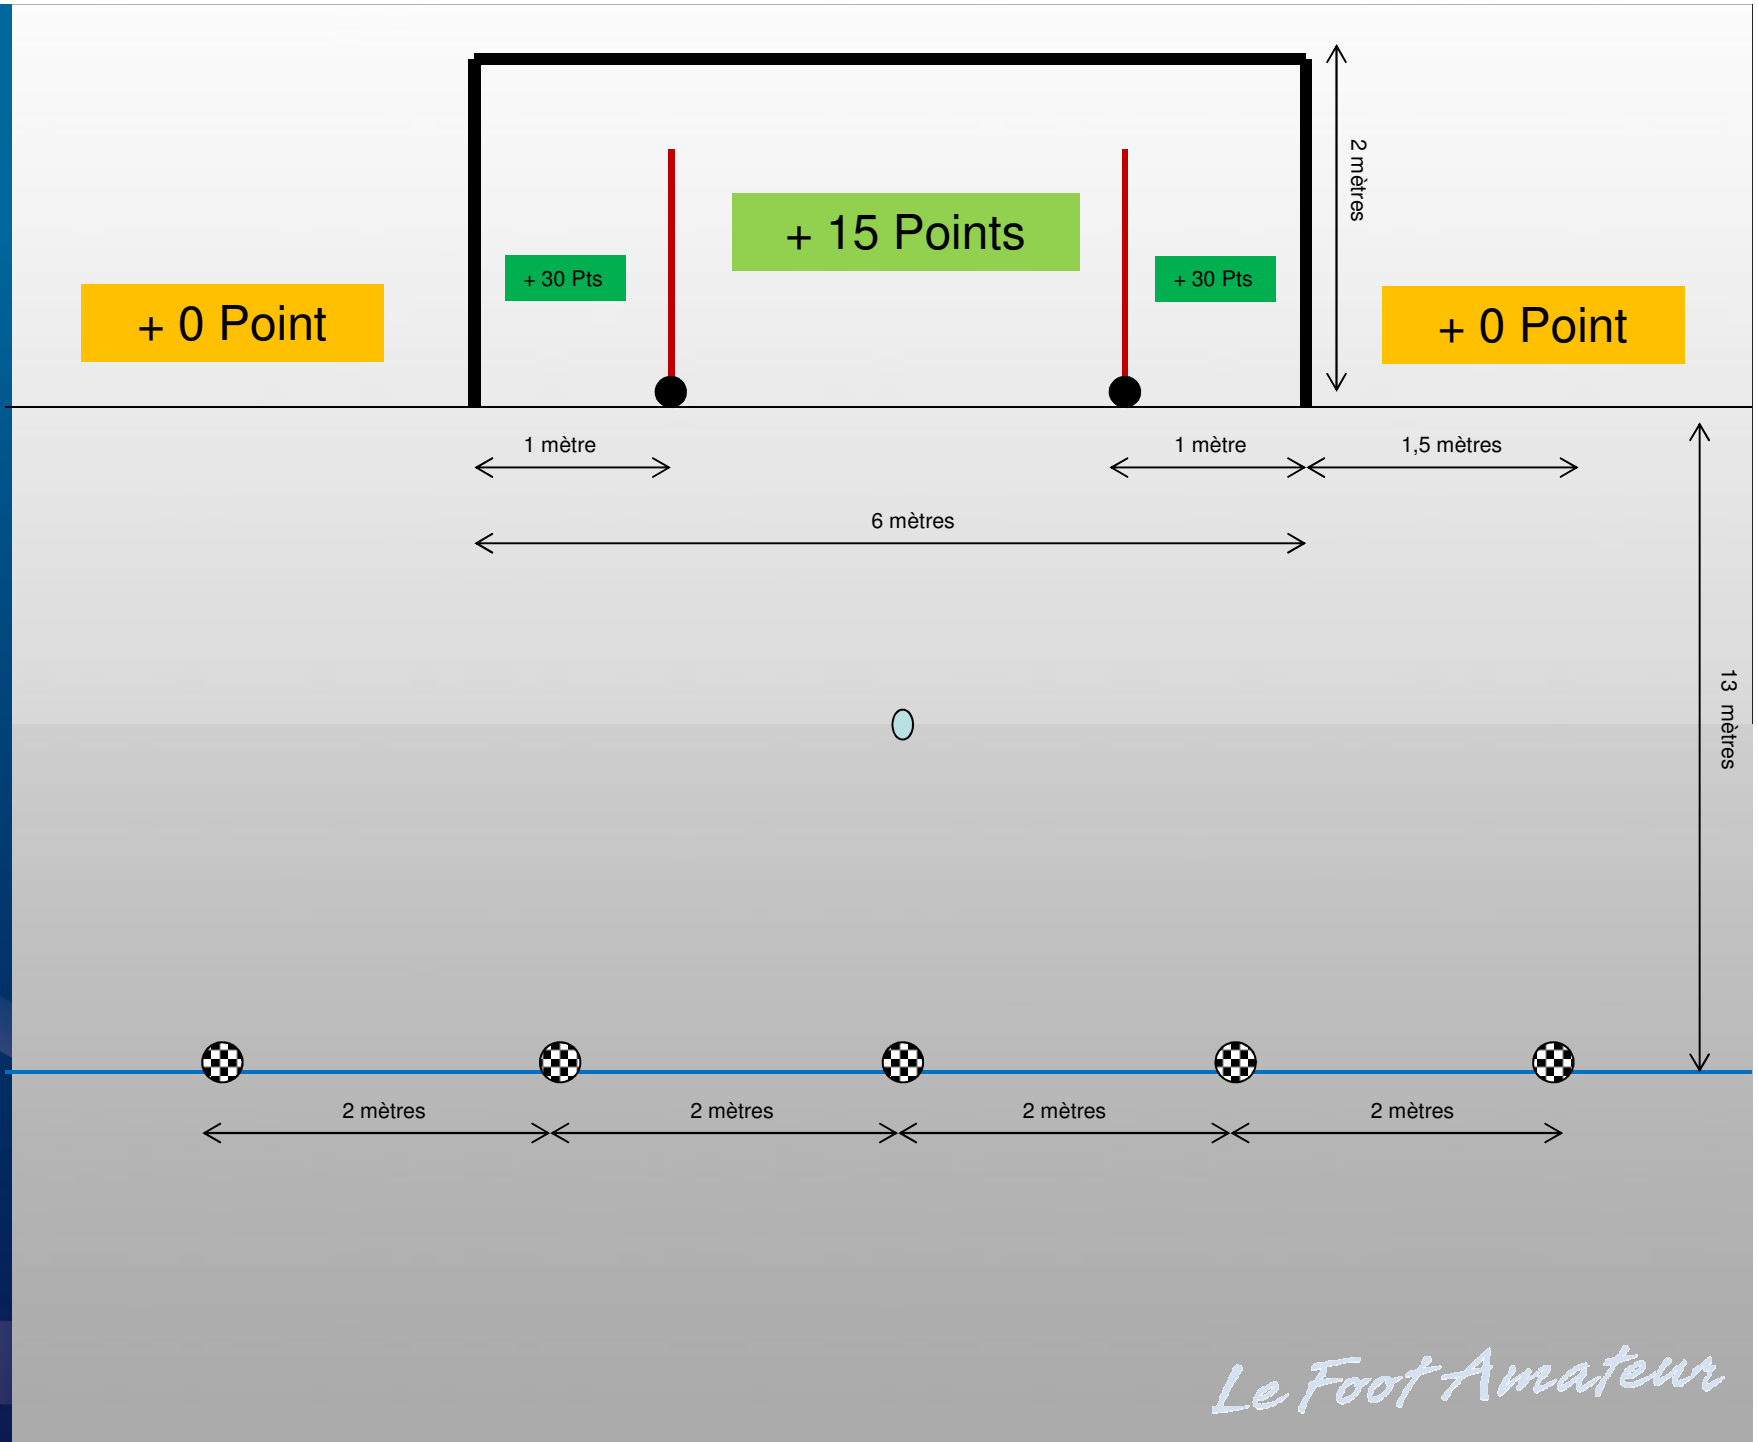 2 mètres
+ 15 Points
+ 30 Pts
+ 30 Pts
+ 0 Point
+ 0 Point
1 mètre
1 mètre
1,5 mètres
6 mètres
13 mètres
2 mètres
2 mètres
2 mètres
2 mètres
Le Foot Amateur